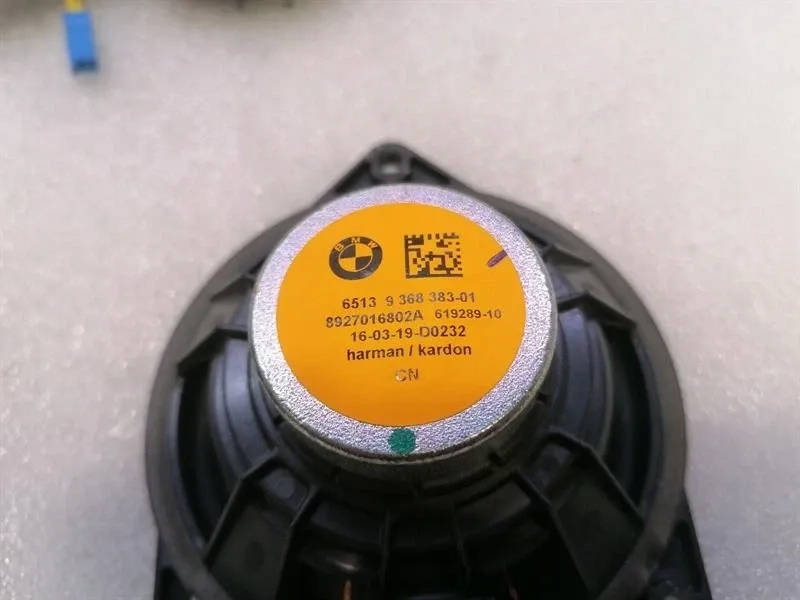 BMW
6513 9 368 383-01
8927016802A 619289-10
16-03-19-D0232
harman / kardon
CN